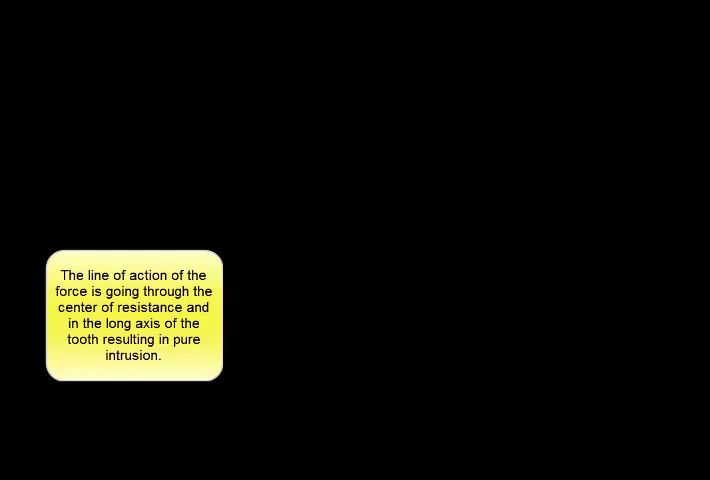 The line of action of the
force is going through the
center of resistance and
in the long axis of the
tooth resulting in pure
intrusion.